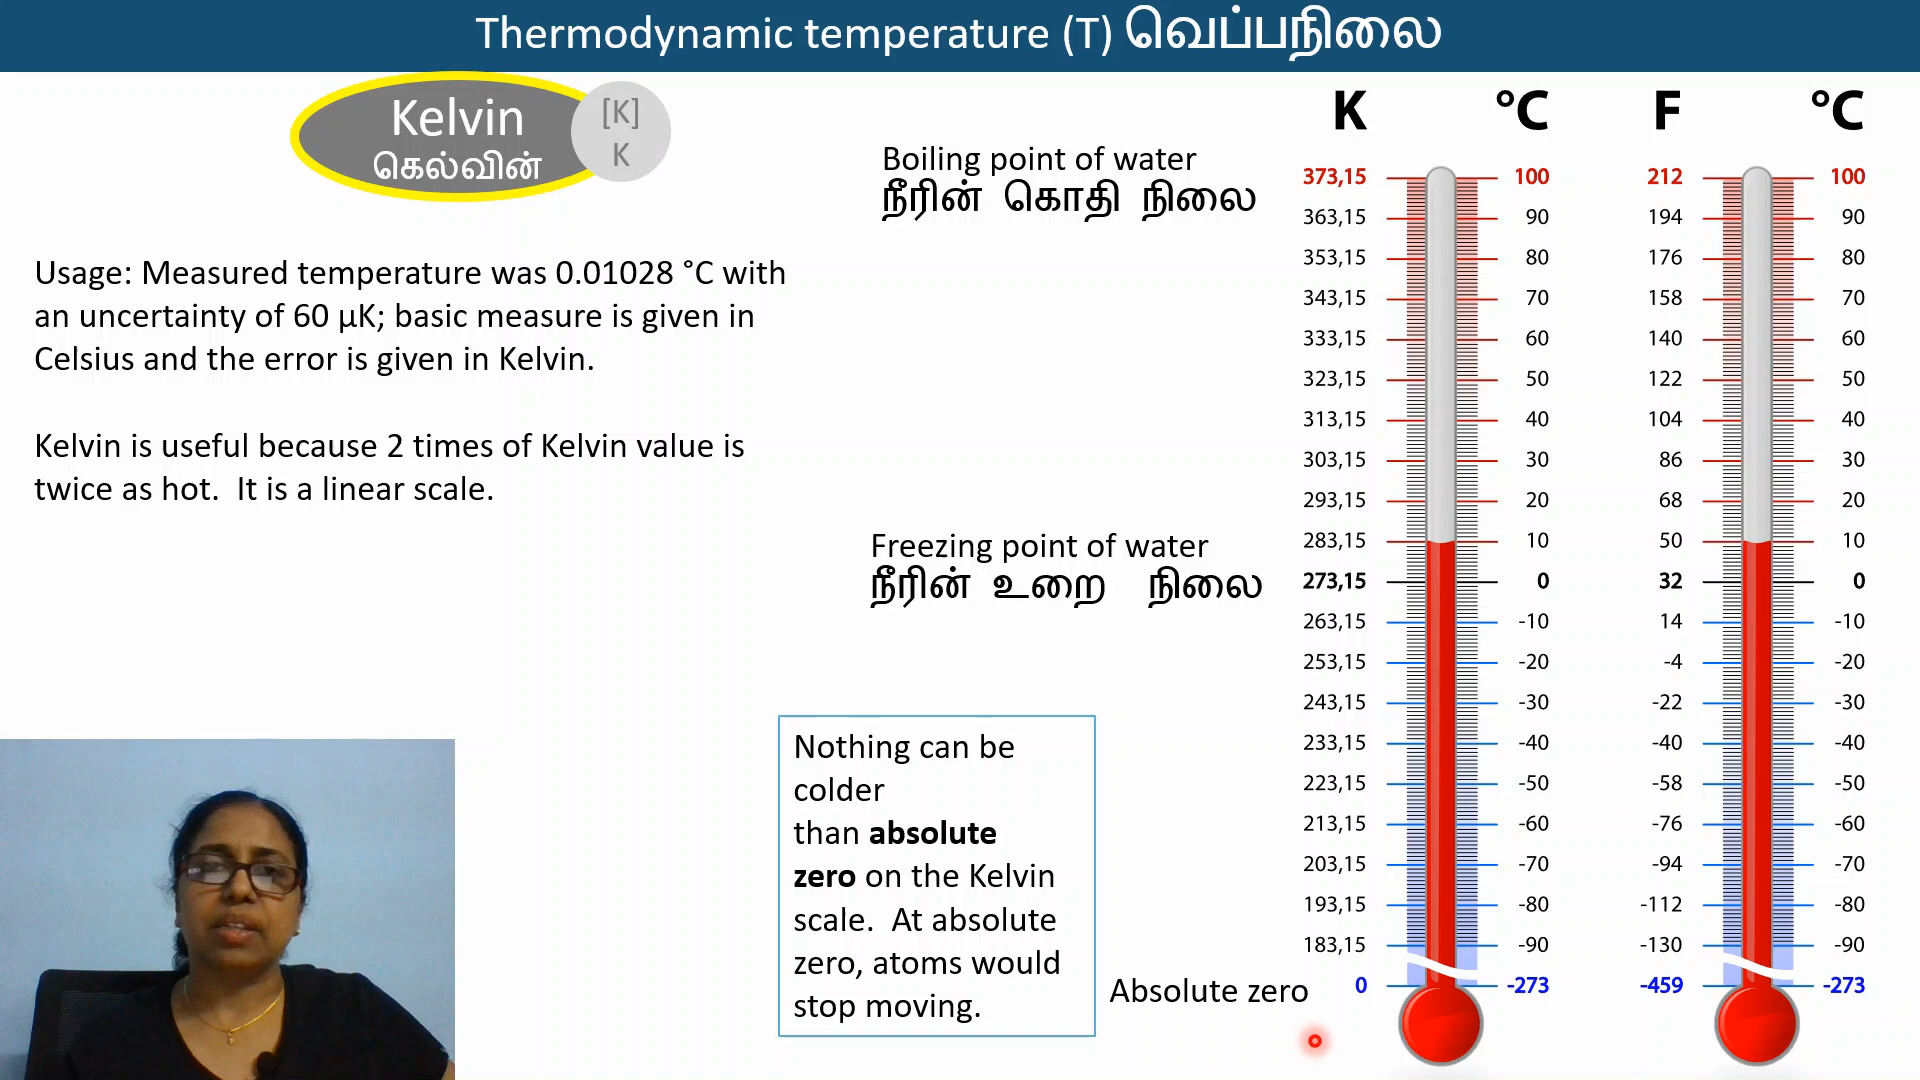 Thermodynamic temperature (T) வெப்பநிலை
Kelvin
கெல்வின்
[K]
K
Usage: Measured temperature was 0.01028 °C with
an uncertainty of 60 µK; basic measure is given in
Celsius and the error is given in Kelvin.
Kelvin is useful because 2 times of Kelvin value is
twice as hot.  It is a linear scale.
Boiling point of water
நீரின் கொதி நிலை
Freezing point of water
நீரின் உறை நிலை
Nothing can be
colder
than absolute
zero on the Kelvin
scale.  At absolute
zero, atoms would
stop moving.
Absolute zero
K °C F °C
373,15 100 212 100
363,15 90 194 90
353,15 80 176 80
343,15 70 158 70
333,15 60 140 60
323,15 50 122 50
313,15 40 104 40
303,15 30 86 30
293,15 20 68 20
283,15 10 50 10
273,15 0 32 0
263,15 -10 14 -10
253,15 -20 -4 -20
243,15 -30 -22 -30
233,15 -40 -40 -40
223,15 -50 -58 -50
213,15 -60 -76 -60
203,15 -70 -94 -70
193,15 -80 -112 -80
183,15 -90 -130 -90
0 -273 -459 -273